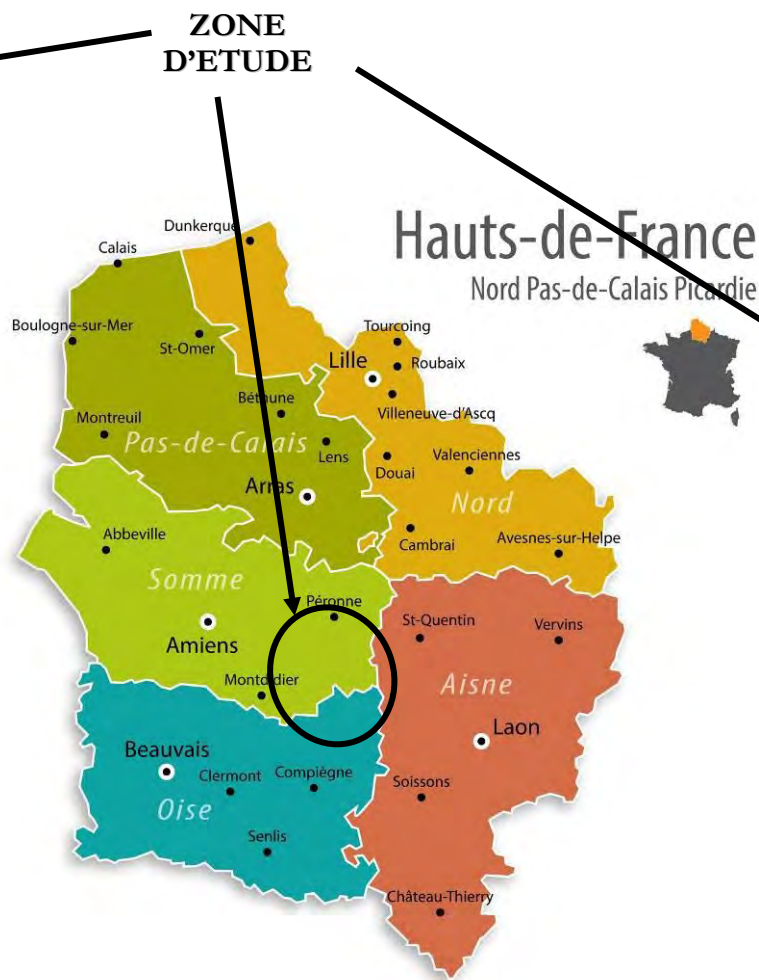 ZONE
D'ETUDE
Hauts-de-France
Nord Pas-de-Calais Picardie
Dunkerque
Calais
Boulogne-sur-Mer
St-Omer
Tourcoing
Lille
Roubaix
Béthune
Villeneuve-d'Ascq
Montreuil
Pas-de-Calais
Lens
Douai
Valenciennes
Arras
Nord
Abbeville
Cambrai
Avesnes-sur-Helpe
Somme
Péronne
St-Quentin
Vervins
Amiens
Montdidier
Aisne
Laon
Beauvais
Clermont
Compiègne
Soissons
Oise
Senlis
Château-Thierry